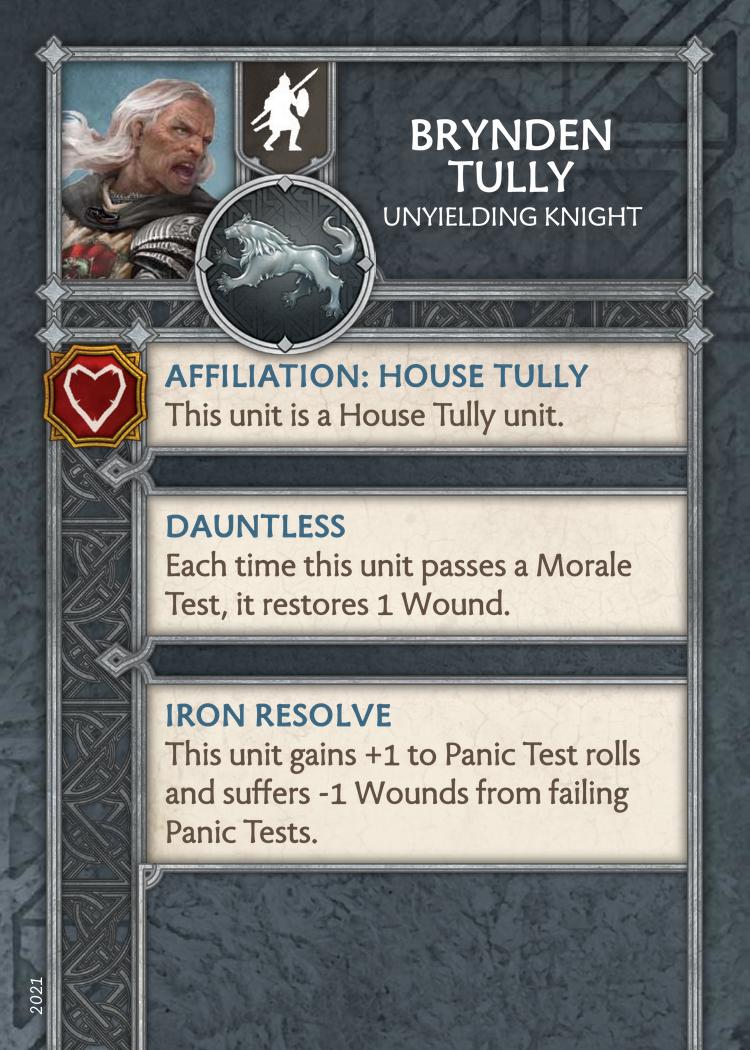 BRYNDEN
TULLY
UNYIELDING KNIGHT
AFFILIATION: HOUSE TULLY
This unit is a House Tully unit.
DAUNTLESS
Each time this unit passes a Morale
Test, it restores 1 Wound.
IRON RESOLVE
This unit gains +1 to Panic Test rolls
and suffers -1 Wounds from failing
Panic Tests.
2021